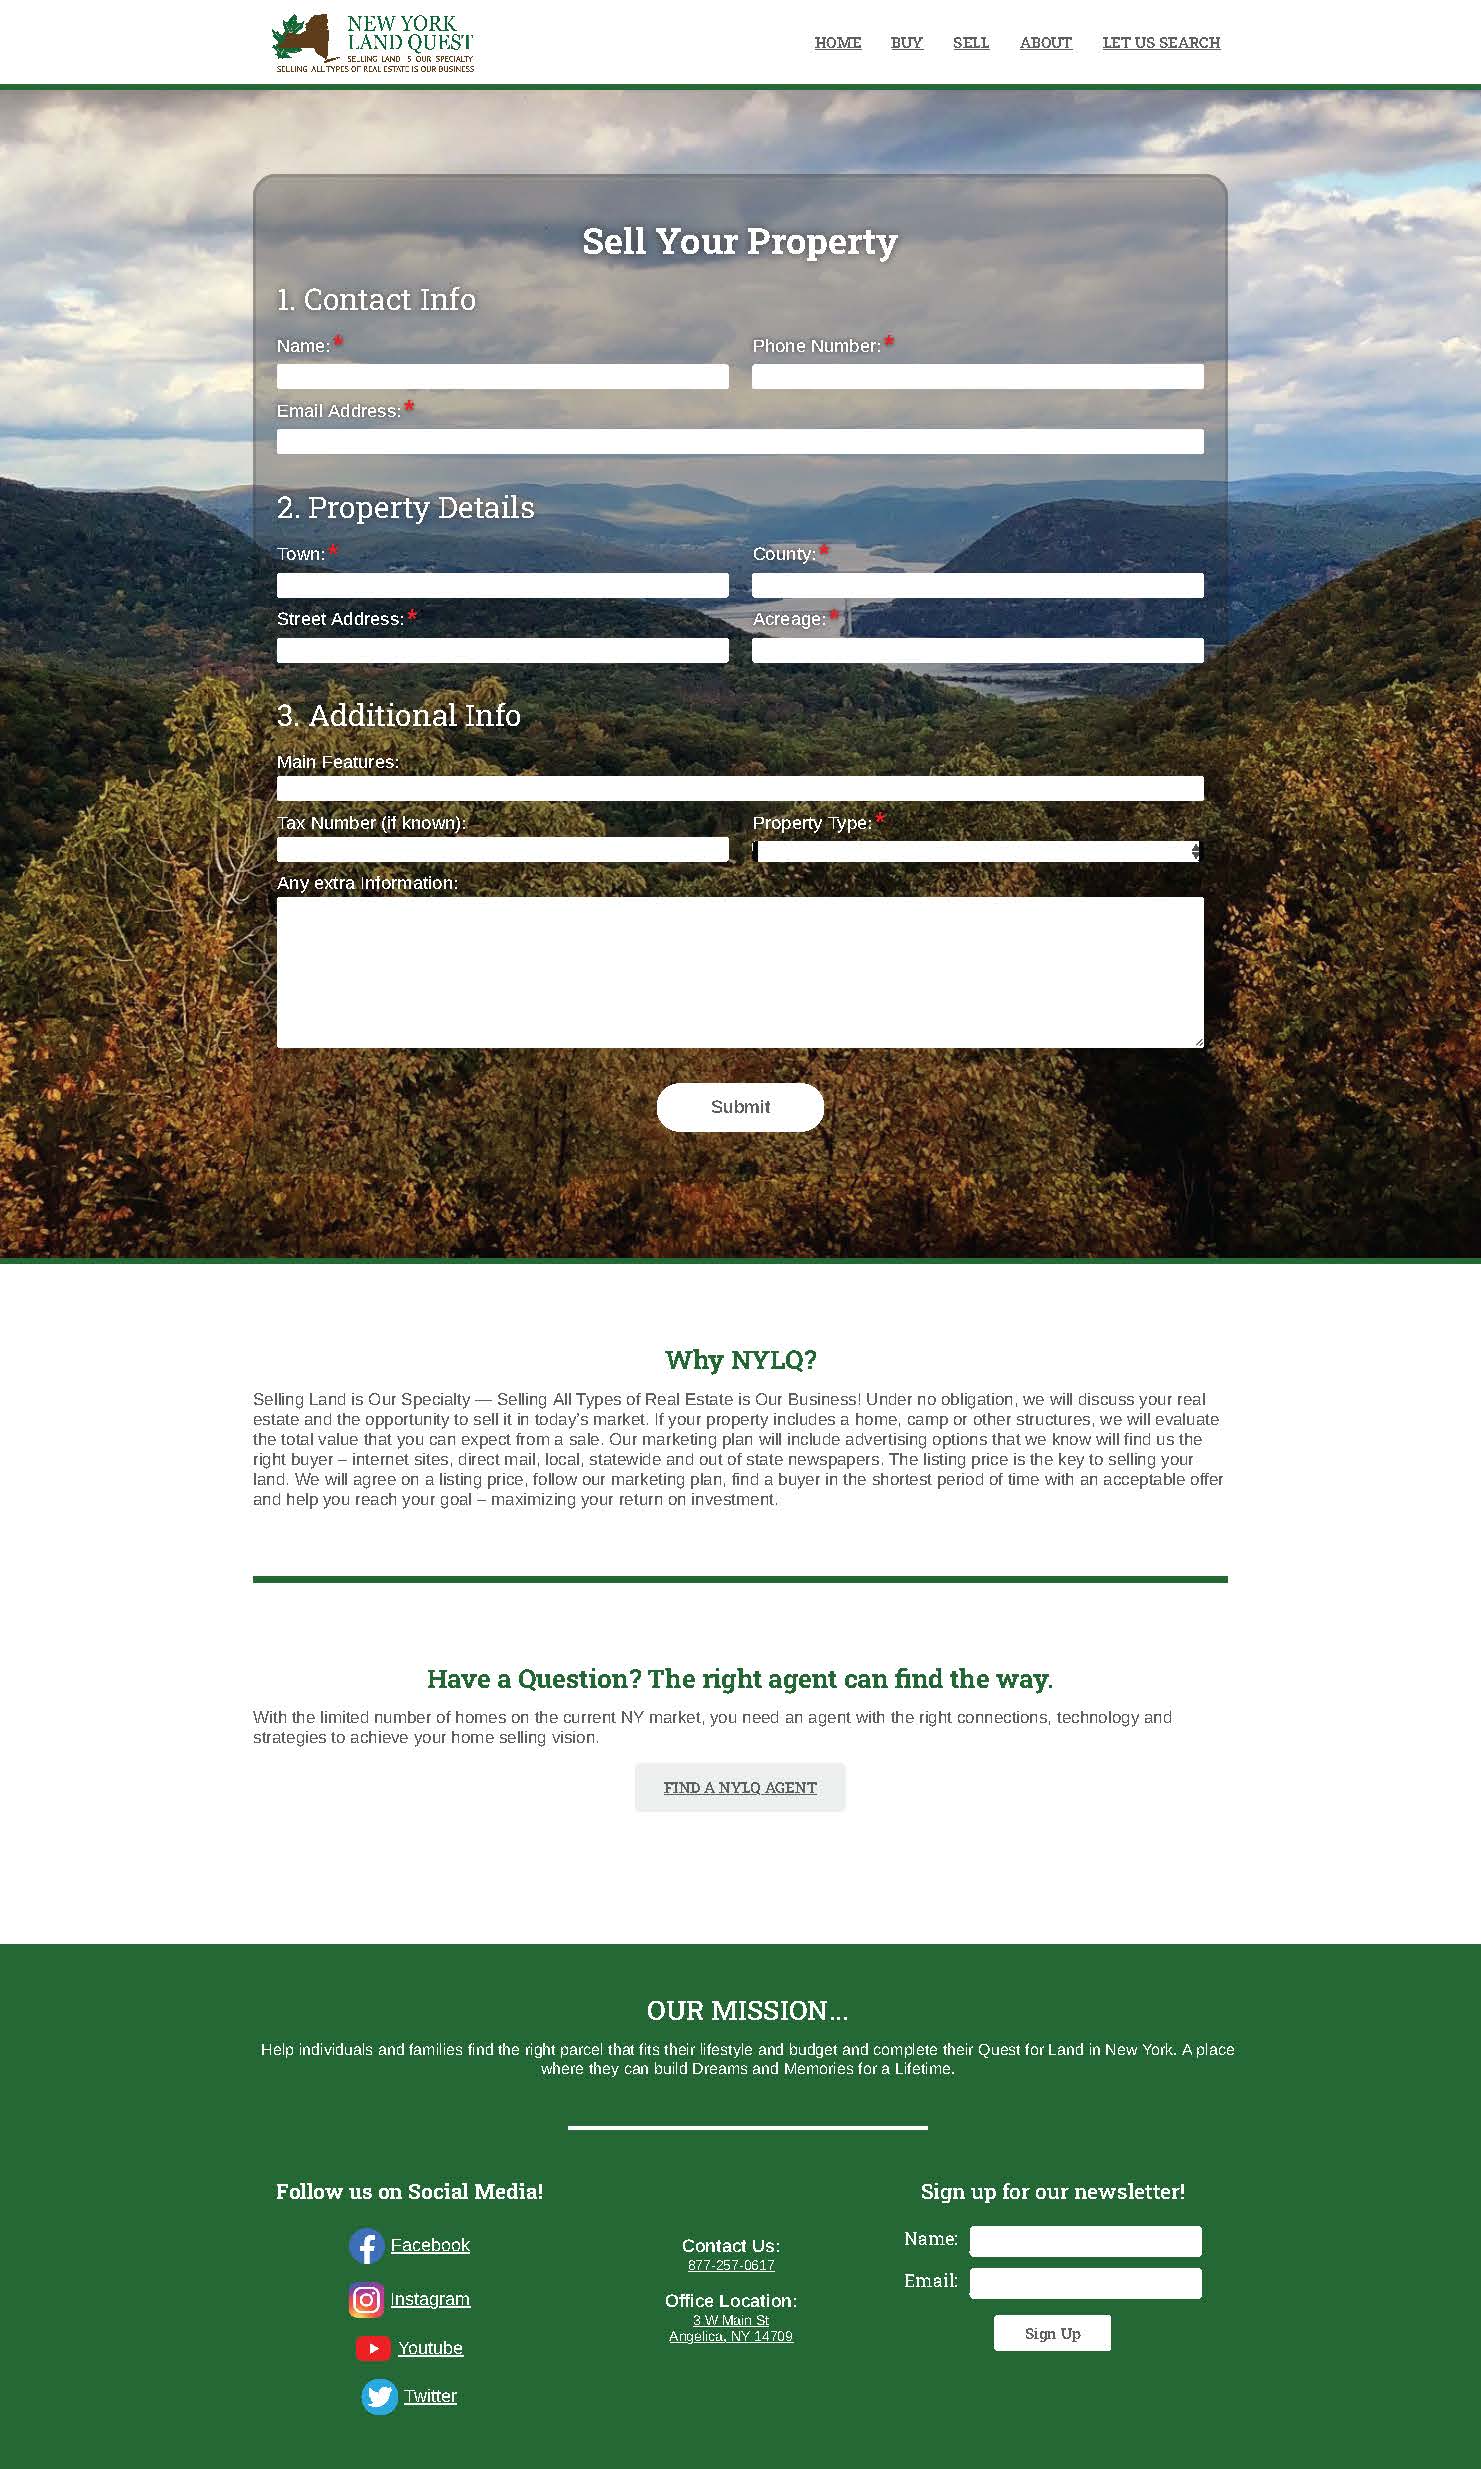 NEW YORK
LAND QUEST
SELLING LAND IS OUR SPECIALTY
SELLING ALL TYPES OF REAL ESTATE IS OUR BUSINESS
HOME BUY SELL ABOUT LET US SEARCH
Sell Your Property
1. Contact Info
Name:* Phone Number:*
Email Address:*
2. Property Details
Town:* County:*
Street Address:* Acreage:*
3. Additional Info
Main Features:
Tax Number (if known): Property Type:*
Any extra Information:
Submit
Why NYLQ?
Selling Land is Our Specialty — Selling All Types of Real Estate is Our Business! Under no obligation, we will discuss your real
estate and the opportunity to sell it in today’s market. If your property includes a home, camp or other structures, we will evaluate
the total value that you can expect from a sale. Our marketing plan will include advertising options that we know will find us the
right buyer – internet sites, direct mail, local, statewide and out of state newspapers. The listing price is the key to selling your
land. We will agree on a listing price, follow our marketing plan, find a buyer in the shortest period of time with an acceptable offer
and help you reach your goal – maximizing your return on investment.
Have a Question? The right agent can find the way.
With the limited number of homes on the current NY market, you need an agent with the right connections, technology and
strategies to achieve your home selling vision.
FIND A NYLQ AGENT
OUR MISSION...
Help individuals and families find the right parcel that fits their lifestyle and budget and complete their Quest for Land in New York. A place
where they can build Dreams and Memories for a Lifetime.
Follow us on Social Media!
Facebook
Instagram
Youtube
Twitter
Contact Us:
877-257-0617
Office Location:
3 W Main St
Angelica, NY 14709
Sign up for our newsletter!
Name:
Email:
Sign Up